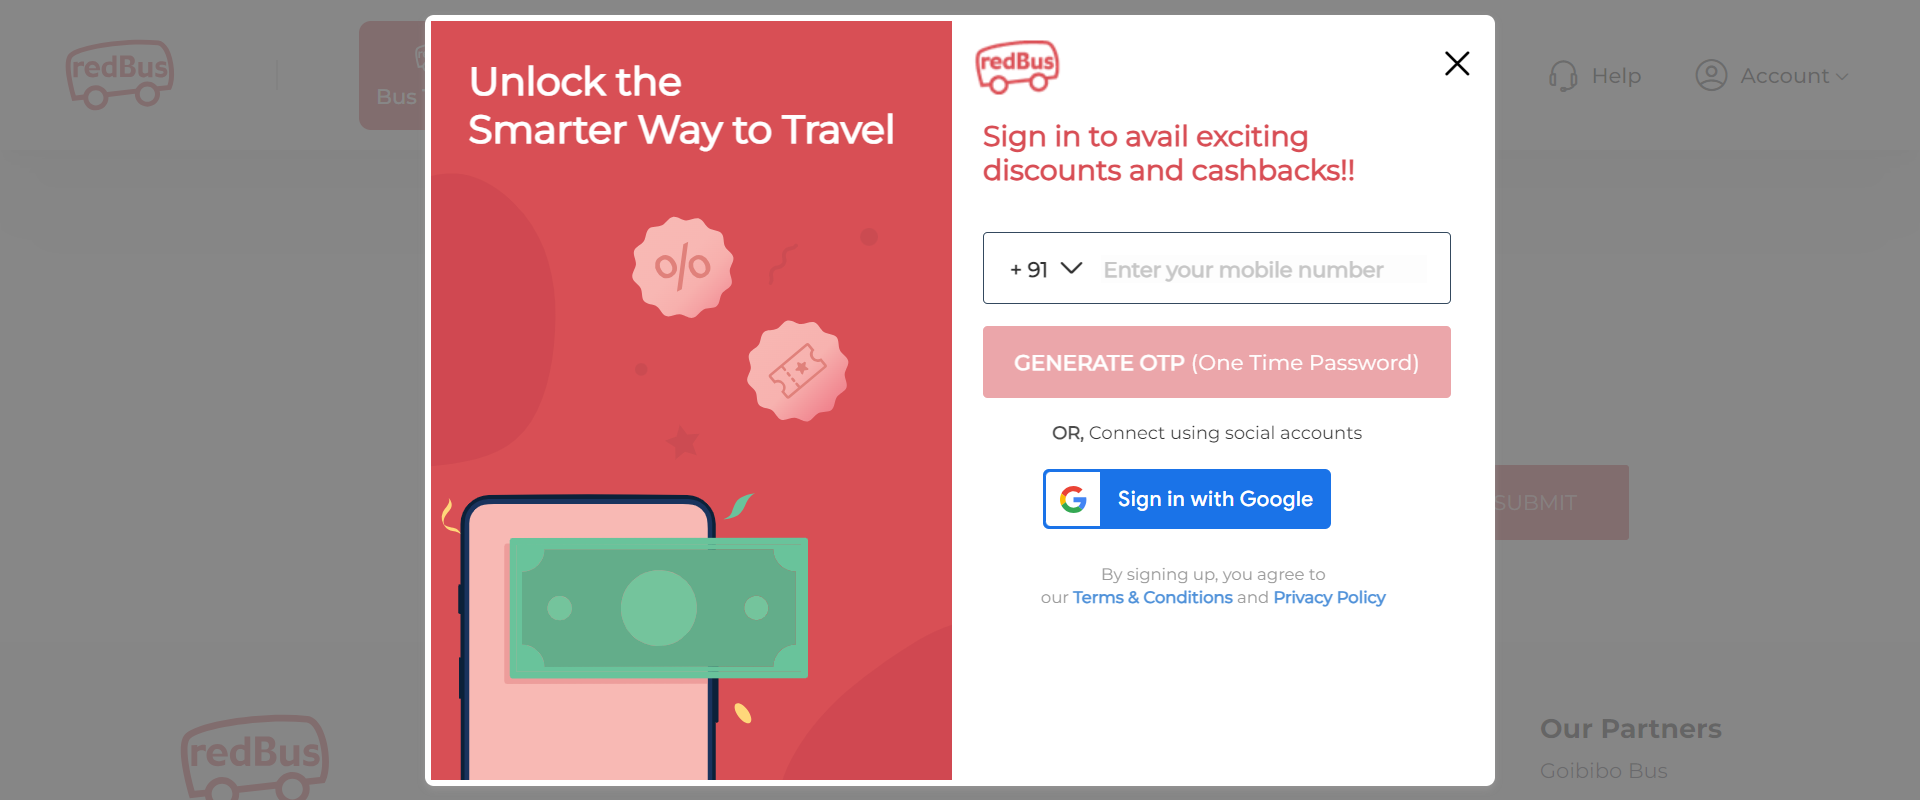 redBus
Bus
Help
Account
Unlock the
Smarter Way to Travel
redBus
Sign in to avail exciting
discounts and cashbacks!!
+ 91
Enter your mobile number
GENERATE OTP (One Time Password)
OR, Connect using social accounts
Sign in with Google
By signing up, you agree to
our Terms & Conditions and Privacy Policy
SUBMIT
redBus
Our Partners
Goibibo Bus